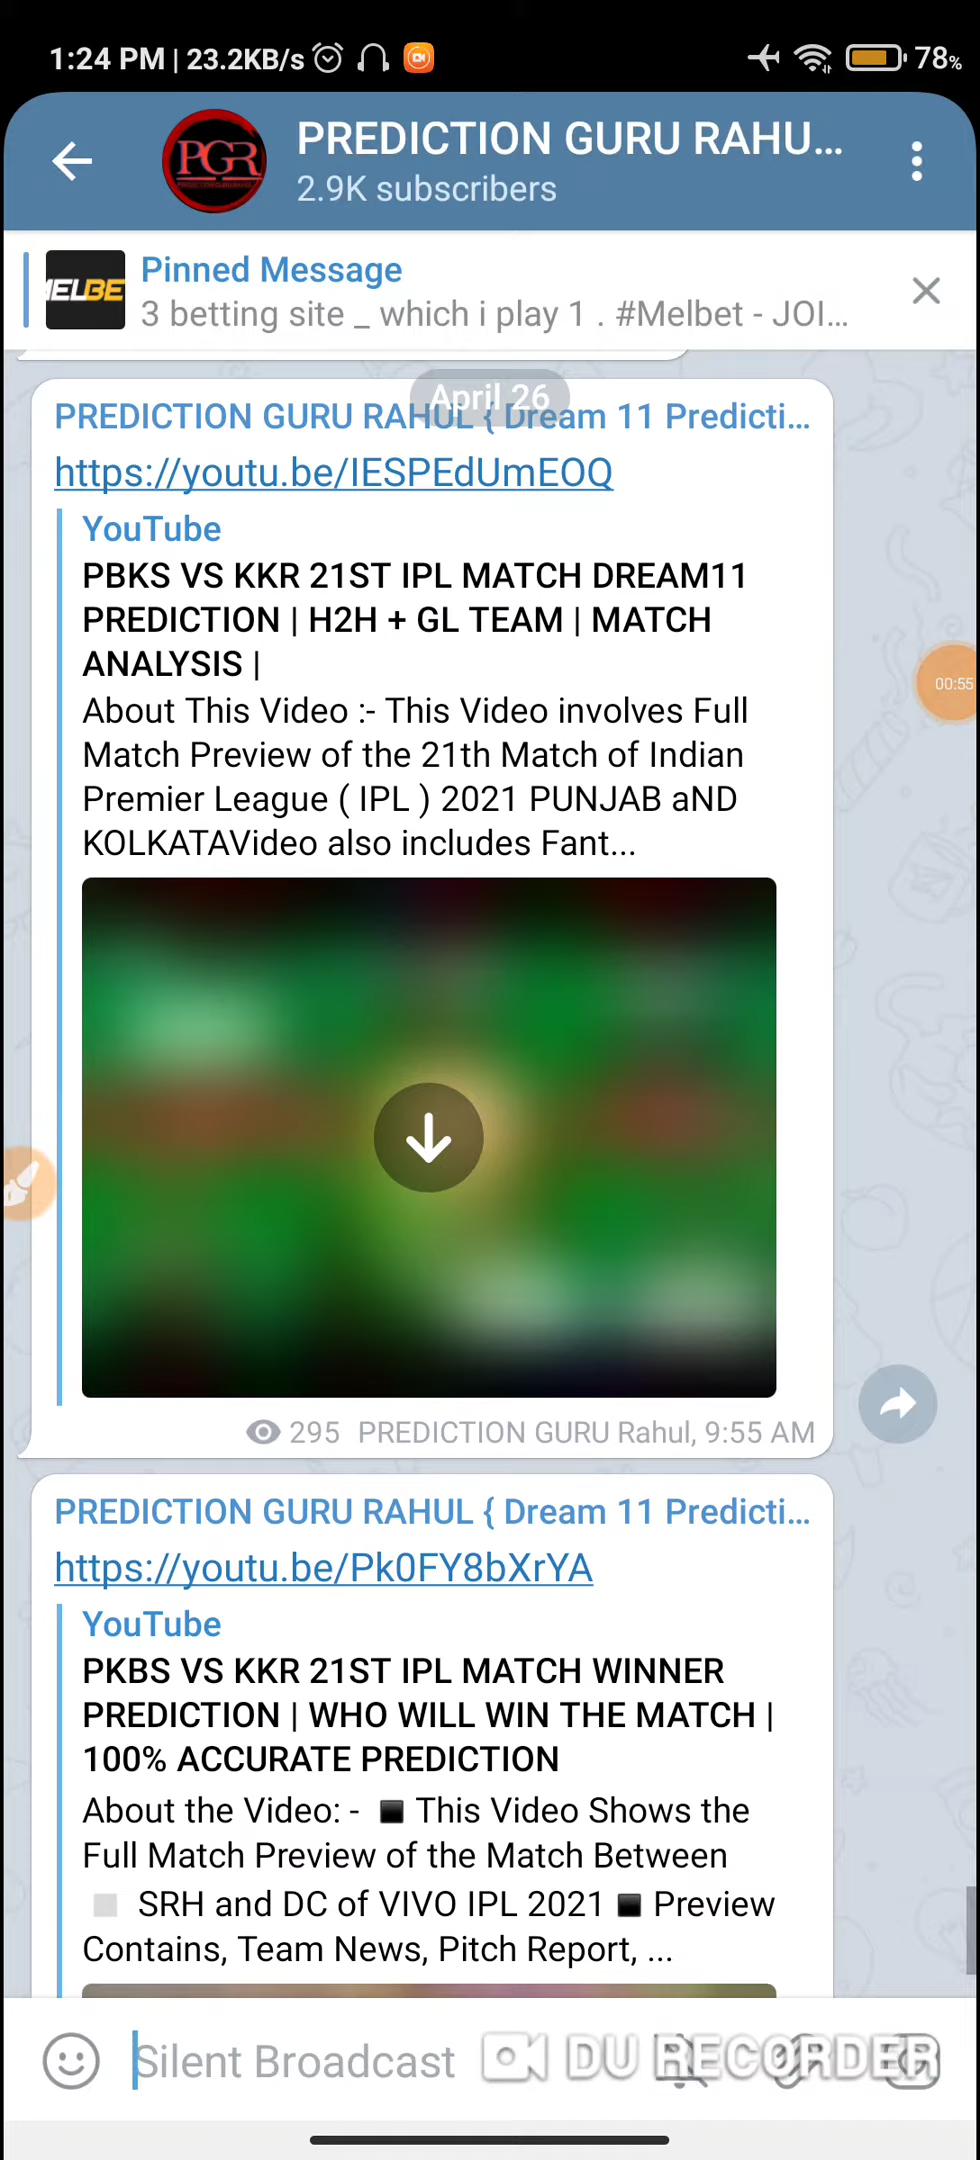 1:24 PM | 23.2KB/s
78%
PGR
PREDICTION GURU RAHU...
2.9K subscribers
MELBE
Pinned Message
3 betting site _ which i play 1 . #Melbet - JOI...
April 26
PREDICTION GURU RAHUL { Dream 11 Predicti...
https://youtu.be/IESPEdUmEOQ
YouTube
PBKS VS KKR 21ST IPL MATCH DREAM11
PREDICTION | H2H + GL TEAM | MATCH
ANALYSIS |
00:55
About This Video :- This Video involves Full
Match Preview of the 21th Match of Indian
Premier League ( IPL ) 2021 PUNJAB aND
KOLKATAVideo also includes Fant...
295 PREDICTION GURU Rahul, 9:55 AM
PREDICTION GURU RAHUL { Dream 11 Predicti...
https://youtu.be/Pk0FY8bXrYA
YouTube
PKBS VS KKR 21ST IPL MATCH WINNER
PREDICTION | WHO WILL WIN THE MATCH |
100% ACCURATE PREDICTION
About the Video: - ◼ This Video Shows the
Full Match Preview of the Match Between
◻ SRH and DC of VIVO IPL 2021 ◼ Preview
Contains, Team News, Pitch Report, ...
Silent Broadcast
DU RECORDER